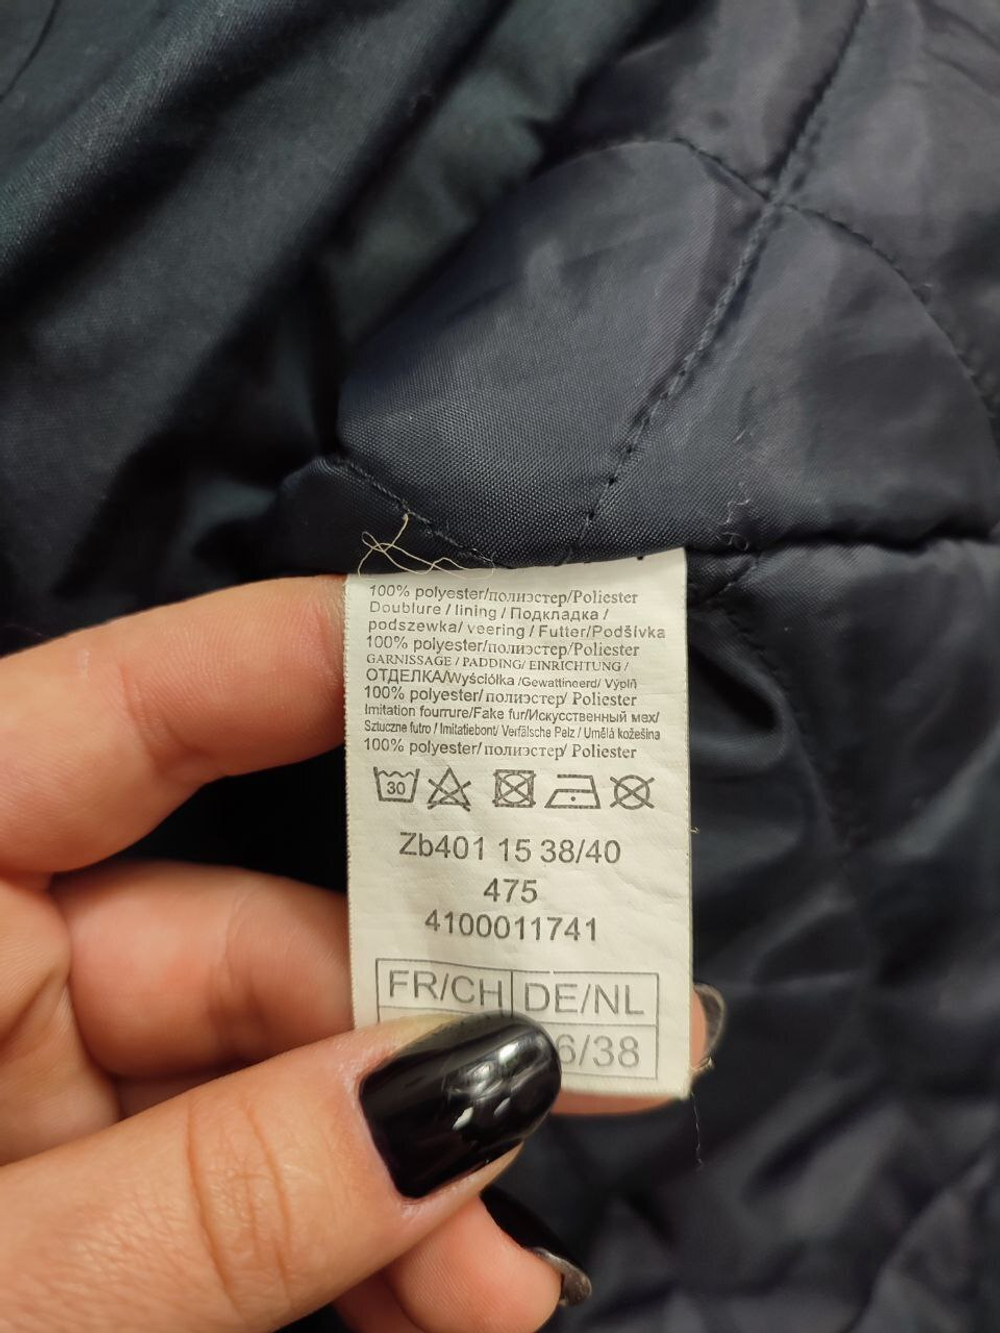 100% polyester/полиэстер/Poliester
Doublure / lining / Подкладка /
podszewka/ veering / Futter/Podšívka
100% polyester/полиэстер/Poliester
GARNISSAGE / PADDING/ EINRICHTUNG /
ОТДЕЛКА/Wyściółka /Gewattineerd/ Výplň
100% polyester/полиэстер/ Poliester
Imitation fourrure/Fake fur/Искусственный мех/
Sztuczne futro / Imitatiebont/ Verfälsche Pelz / Umělá kožešina
100% polyester/полиэстер/ Poliester
30
Zb401 15 38/40
475
4100011741
FR/CH DE/NL
6/38